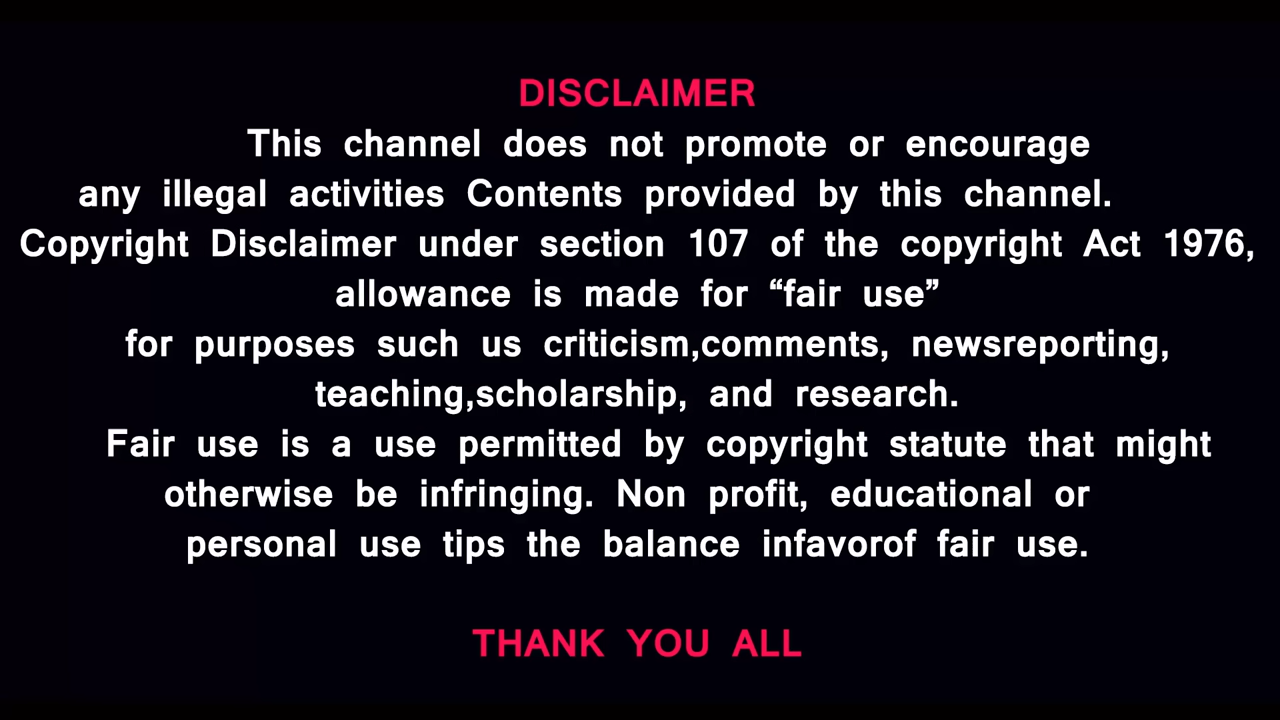 DISCLAIMER
This channel does not promote or encourage
any illegal activities Contents provided by this channel.
Copyright Disclaimer under section 107 of the copyright Act 1976,
allowance is made for “fair use”
for purposes such us criticism,comments, newsreporting,
teaching,scholarship, and research.
Fair use is a use permitted by copyright statute that might
otherwise be infringing. Non profit, educational or
personal use tips the balance infavorof fair use.
THANK YOU ALL